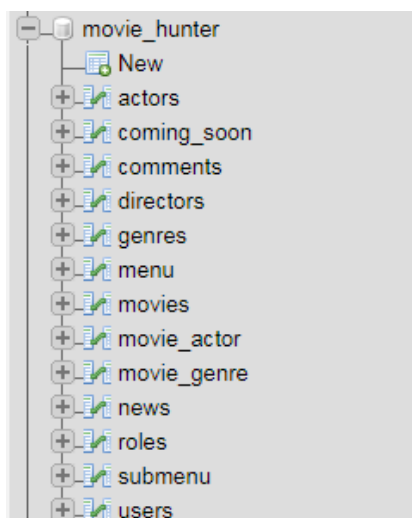 movie_hunter
New
actors
coming_soon
comments
directors
genres
menu
movies
movie_actor
movie_genre
news
roles
submenu
users